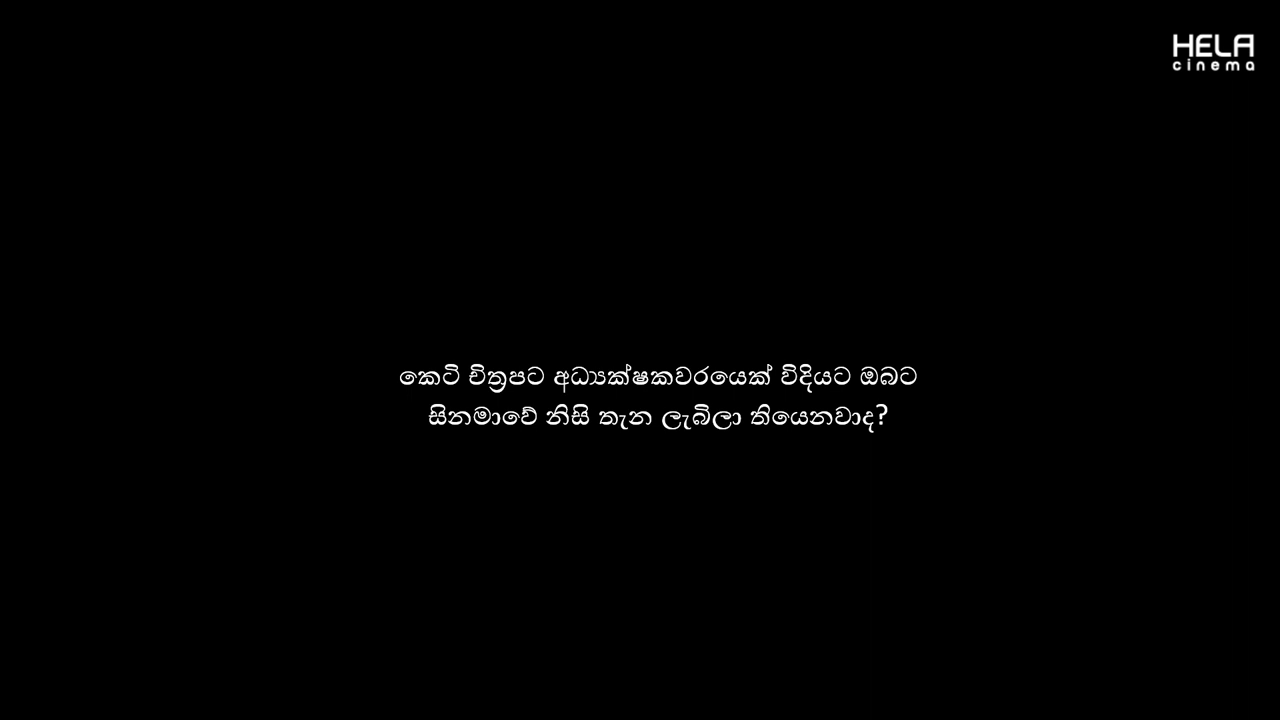 HELA
cinema
කෙටි චිත්‍රපට අධ්‍යක්ෂකවරයෙක් විදියට ඔබට
සිනමාවේ නිසි තැන ලැබිලා තියෙනවාද?